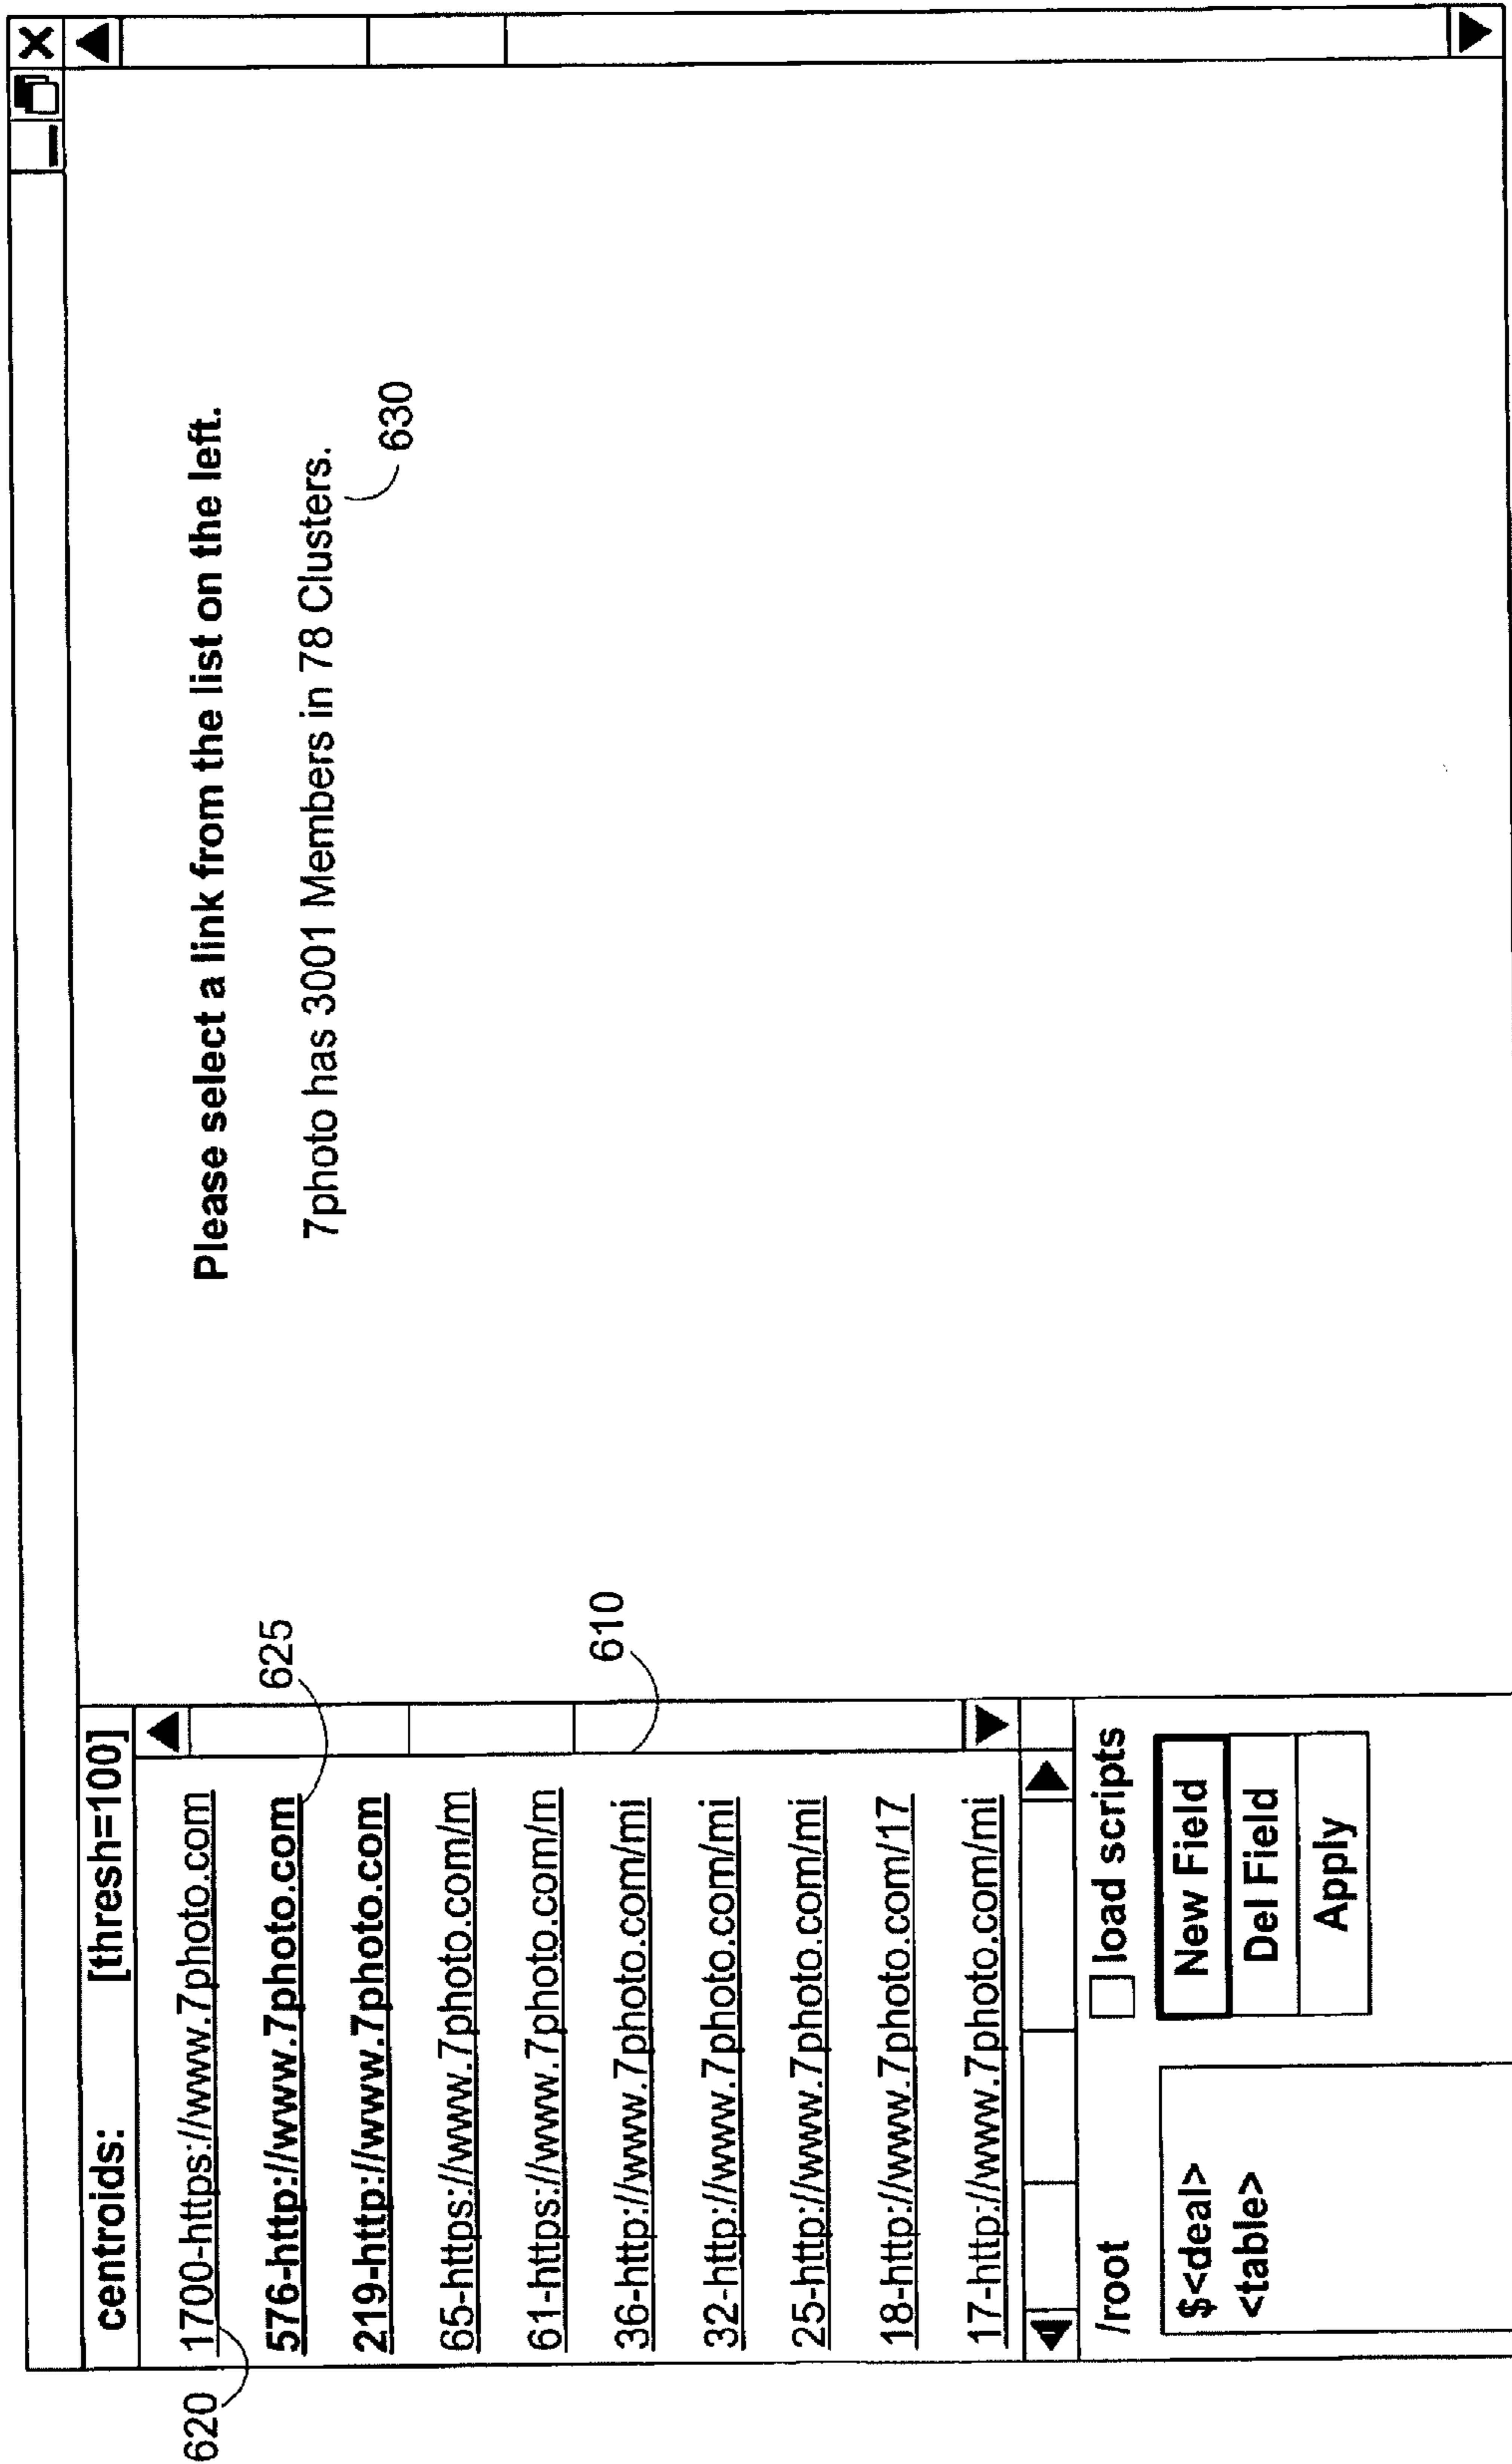 centroids: [thresh=100]
620
1700-https://www.7photo.com
576-http://www.7photo.com
625
219-http://www.7photo.com
65-https://www.7photo.com/m
61-https://www.7photo.com/m
36-http://www.7photo.com/mi
610
32-http://www.7photo.com/mi
25-http://www.7photo.com/mi
18-http://www.7photo.com/17
17-http://www.7photo.com/mi
/root
load scripts
$<deal>
<table>
New Field
Del Field
Apply
Please select a link from the list on the left.
7photo has 3001 Members in 78 Clusters.
630